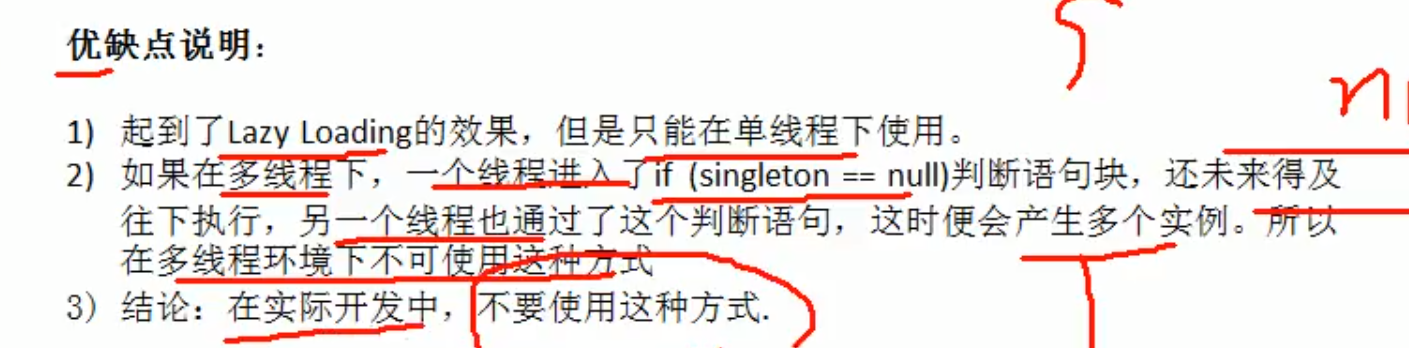 优缺点说明：
1) 起到了Lazy Loading的效果，但是只能在单线程下使用。
2) 如果在多线程下，一个线程进入了if (singleton == null)判断语句块，还未来得及
往下执行，另一个线程也通过了这个判断语句，这时便会产生多个实例。所以
在多线程环境下不可使用这种方式
3) 结论：在实际开发中，不要使用这种方式.